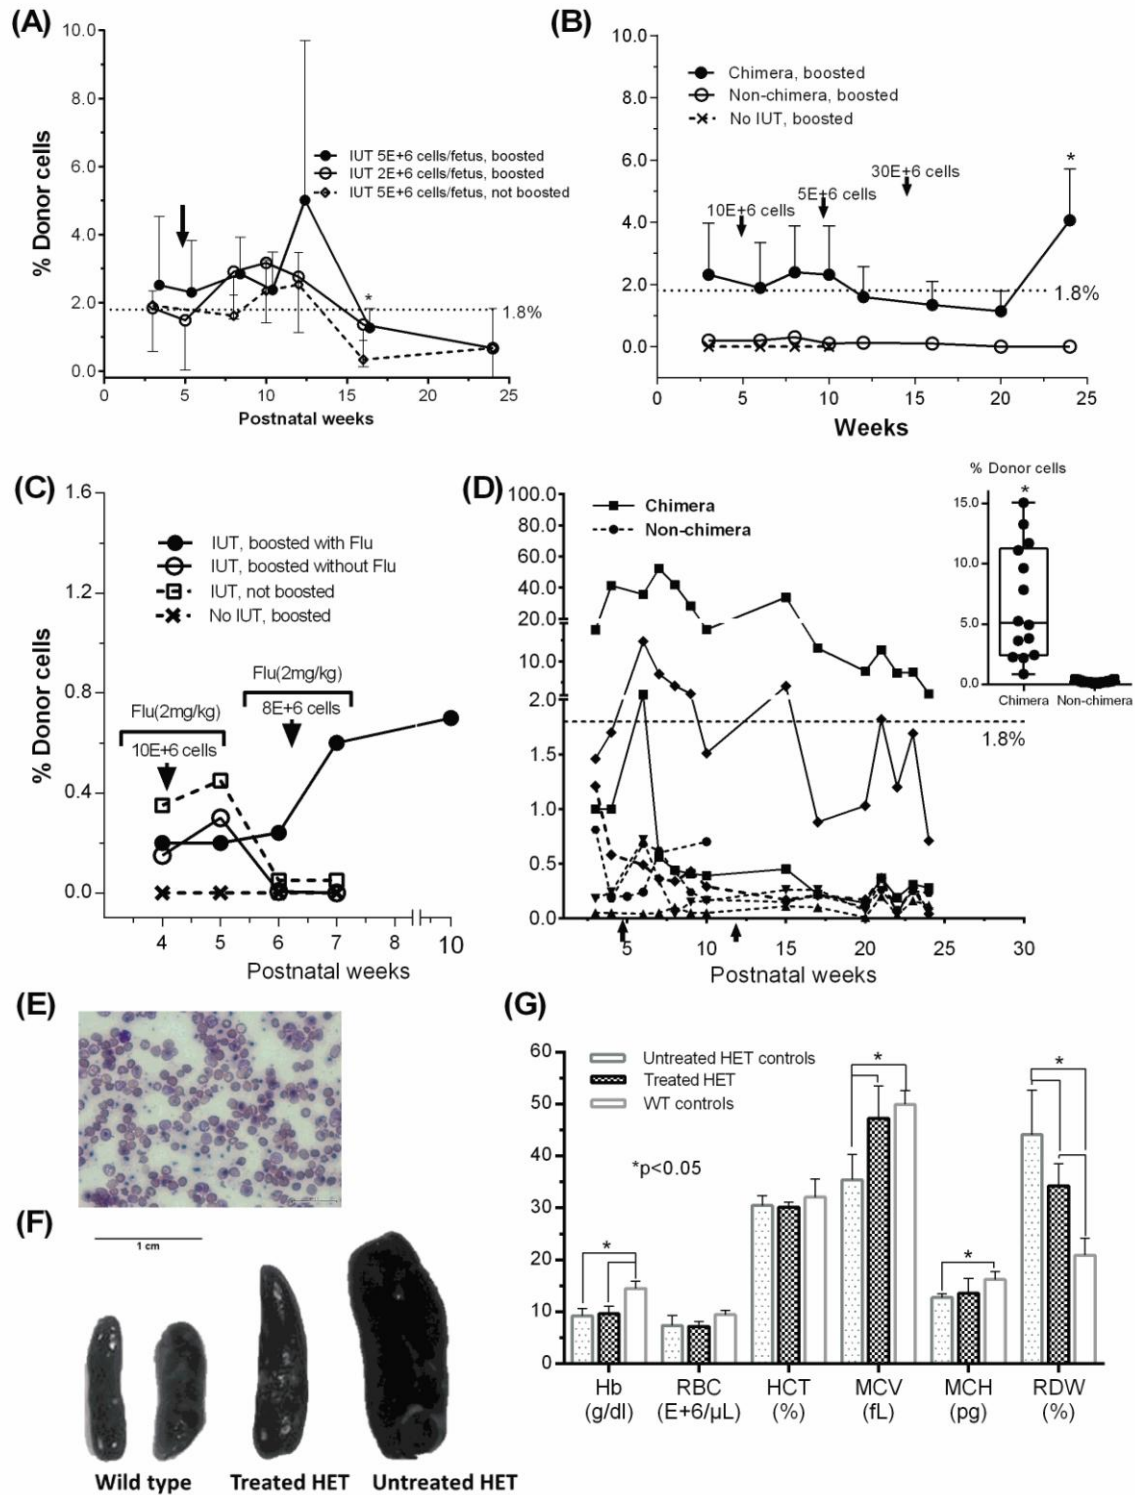 (A)
10.0
8.0
6.0
4.0
2.0
0.0
% Donor cells
IUT 5E+6 cells/fetus, boosted
IUT 2E+6 cells/fetus, boosted
IUT 5E+6 cells/fetus, not boosted
*
1.8%
0 5 10 15 20 25
Postnatal weeks
(B)
10.0
8.0
6.0
4.0
2.0
0.0
Chimera, boosted
Non-chimera, boosted
No IUT, boosted
30E+6 cells
5E+6 cells
10E+6 cells
*
1.8%
0 5 10 15 20 25
Weeks
(C)
1.6
1.2
0.8
0.4
0.0
% Donor cells
IUT, boosted with Flu
IUT, boosted without Flu
IUT, not boosted
No IUT, boosted
Flu(2mg/kg)
8E+6 cells
Flu(2mg/kg)
10E+6 cells
4 5 6 7 8 10
Postnatal weeks
(D)
100.0
80.0
60.0
40.0
20.0
10.0
2.0
1.5
1.0
0.5
0.0
Chimera
Non-chimera
1.8%
5 10 15 20 25 30
Postnatal weeks
% Donor cells
*
15.0
10.0
5.0
0.0
Chimera Non-chimera
(E)
(F)
1 cm
Wild type Treated HET Untreated HET
(G)
60
50
40
30
20
10
0
Untreated HET controls
Treated HET
WT controls
*p<0.05
* * * *
Hb RBC HCT MCV MCH RDW
(g/dl) (E+6/µL) (%) (fL) (pg) (%)